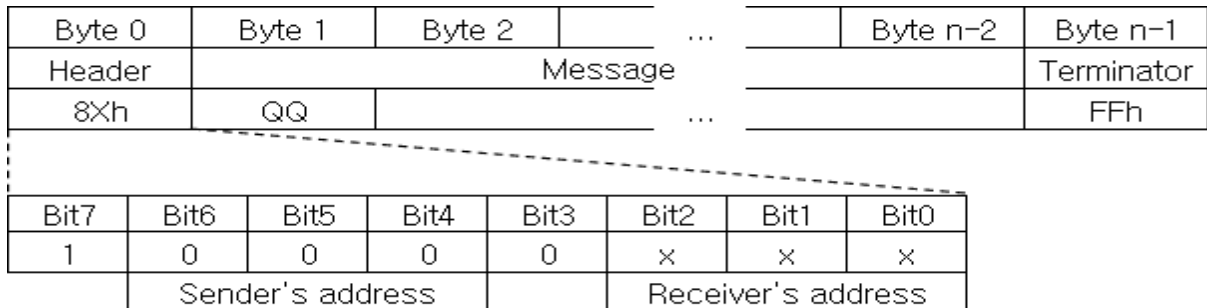 Byte 0 Byte 1 Byte 2 ... Byte n-2 Byte n-1
Header Message Terminator
8Xh QQ ... FFh
Bit7 Bit6 Bit5 Bit4 Bit3 Bit2 Bit1 Bit0
1 0 0 0 0 x x x
Sender's address Receiver's address